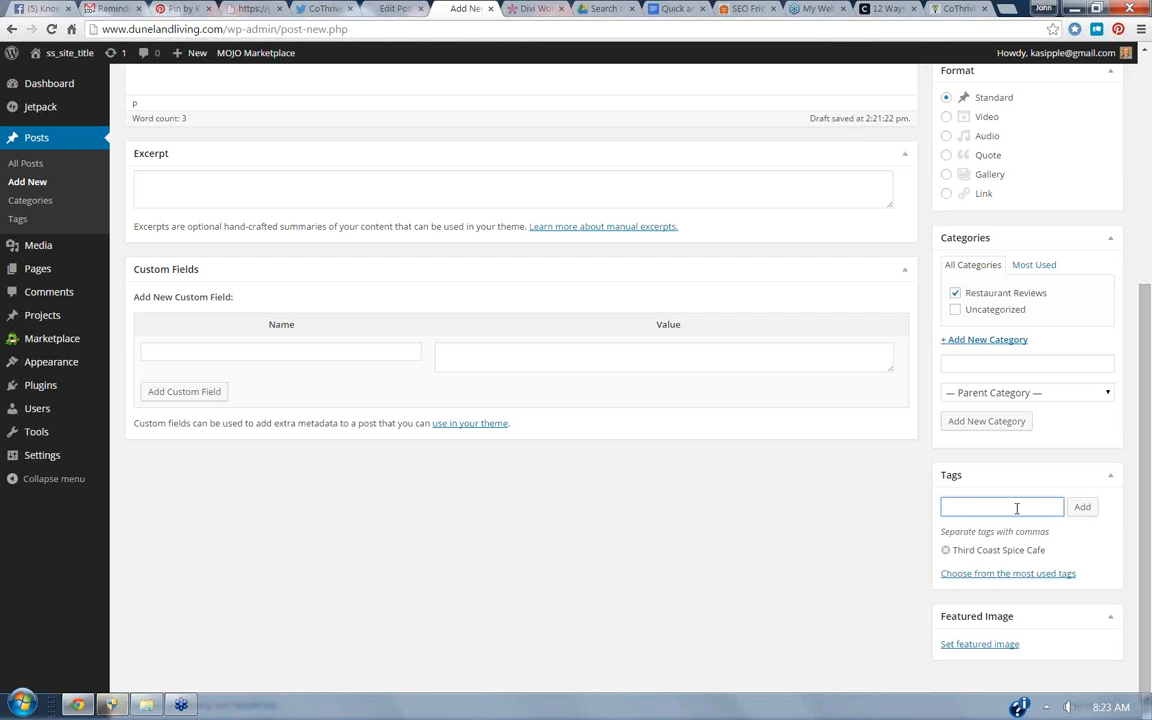 (5) Know
Reminda
Pin by K
https://
CoThriv
Edit Pos
Add New
Divi Wo
Search
Quick a
SEO Frie
My Web
12 Ways
CoThriv
John
www.dunelandliving.com/wp-admin/post-new.php
ss_site_title
1
0
New
MOJO Marketplace
Howdy, kasipple@gmail.com
Dashboard
Jetpack
Posts
All Posts
Add New
Categories
Tags
Media
Pages
Comments
Projects
Marketplace
Appearance
Plugins
Users
Tools
Settings
Collapse menu
p
Word count: 3
Draft saved at 2:21:22 pm.
Excerpt
Excerpts are optional hand-crafted summaries of your content that can be used in your theme. Learn more about manual excerpts.
Custom Fields
Add New Custom Field:
Name
Value
Add Custom Field
Custom fields can be used to add extra metadata to a post that you can use in your theme.
Format
Standard
Video
Audio
Quote
Gallery
Link
Categories
All Categories
Most Used
Restaurant Reviews
Uncategorized
+ Add New Category
— Parent Category —
Add New Category
Tags
Add
Separate tags with commas
Third Coast Spice Cafe
Choose from the most used tags
Featured Image
Set featured image
8:23 AM